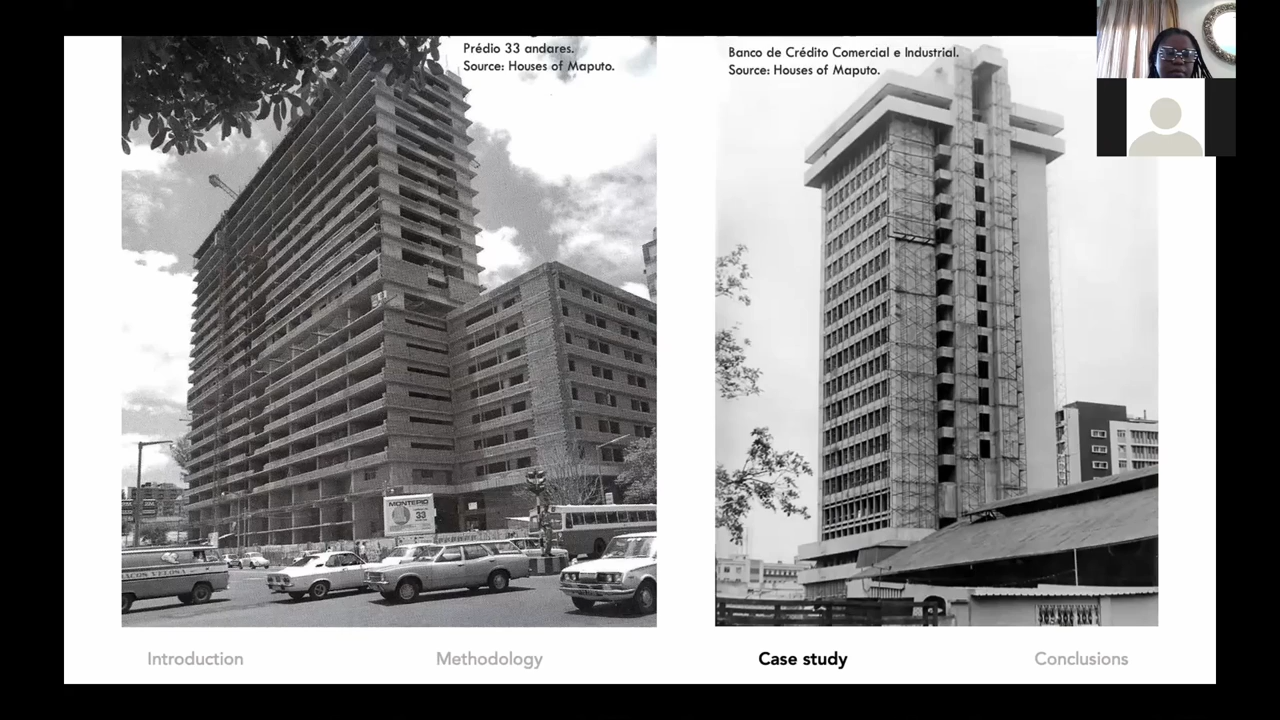 Prédio 33 andares.
Source: Houses of Maputo.
Banco de Crédito Comercial e Industrial.
Source: Houses of Maputo.
MONTEPIO
33
Introduction
Methodology
Case study
Conclusions